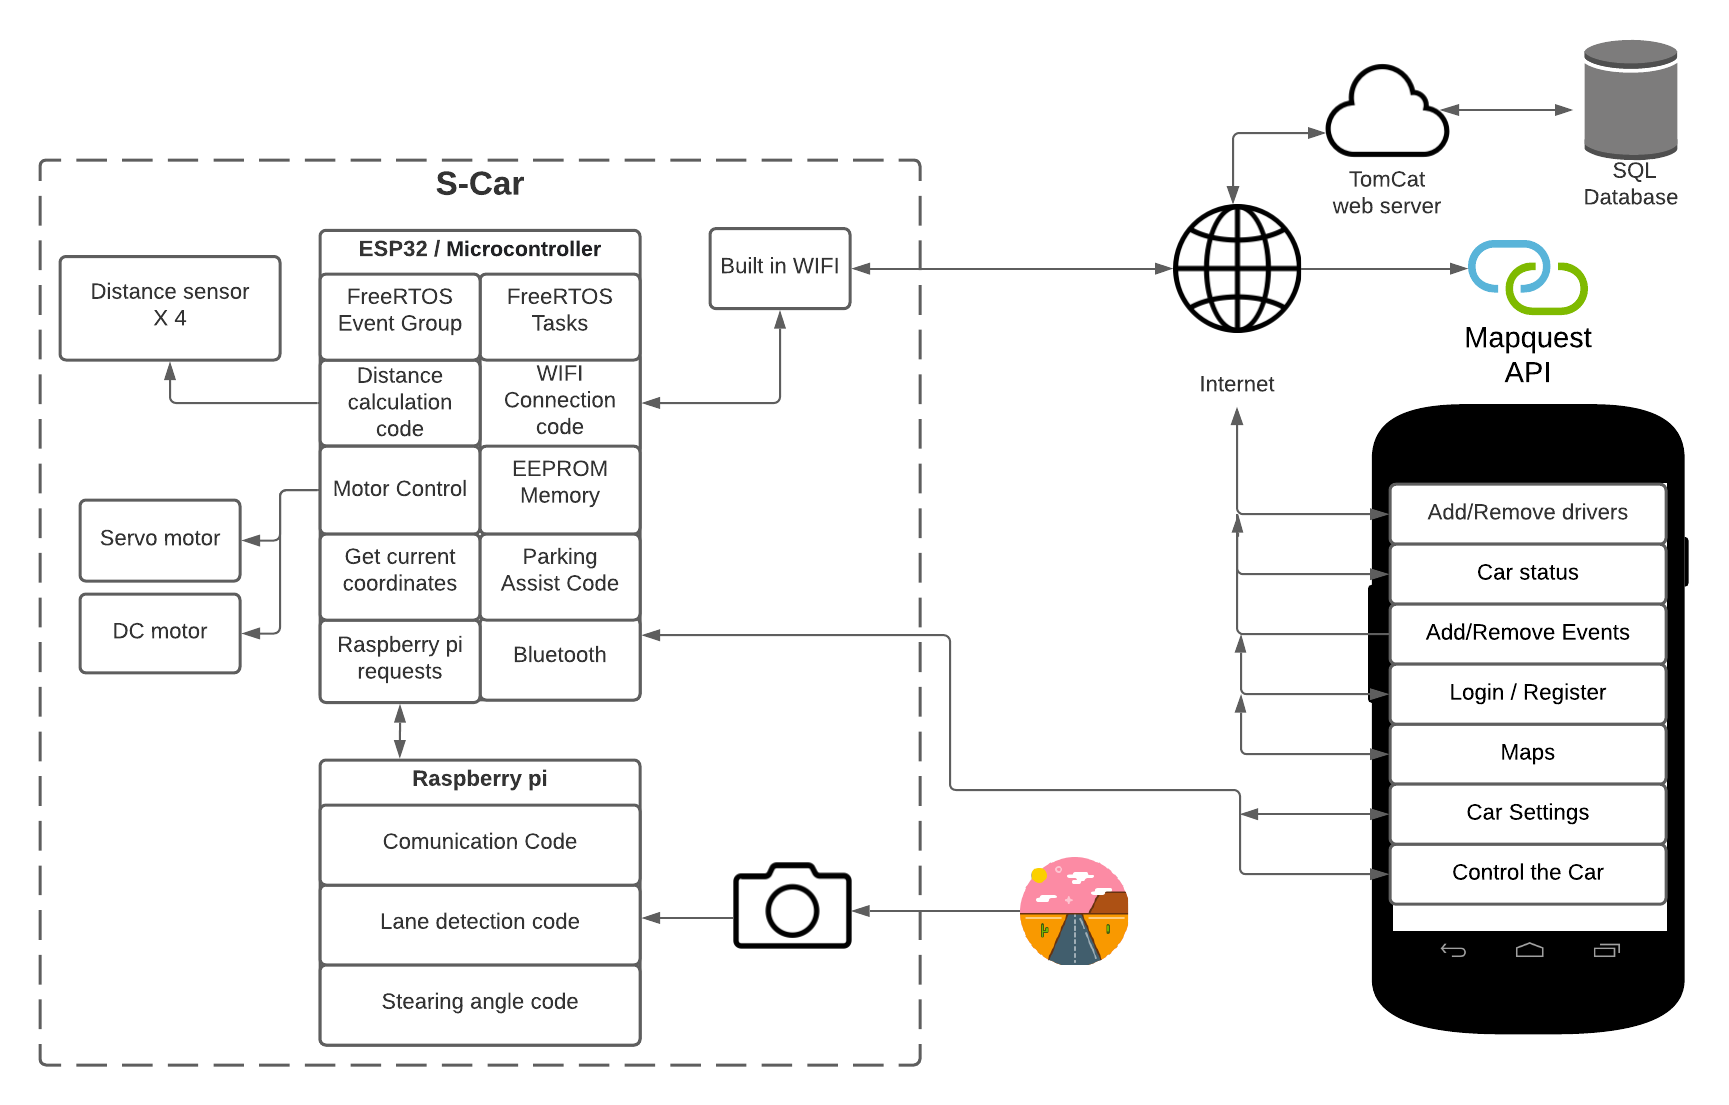 S-Car
ESP32 / Microcontroller
FreeRTOS
Event Group
FreeRTOS
Tasks
Distance
calculation
code
WIFI
Connection
code
Motor Control
EEPROM
Memory
Get current
coordinates
Parking
Assist Code
Raspberry pi
requests
Bluetooth
Distance sensor
X 4
Servo motor
DC motor
Built in WIFI
Raspberry pi
Comunication Code
Lane detection code
Stearing angle code
TomCat
web server
SQL
Database
Internet
Mapquest
API
Add/Remove drivers
Car status
Add/Remove Events
Login / Register
Maps
Car Settings
Control the Car